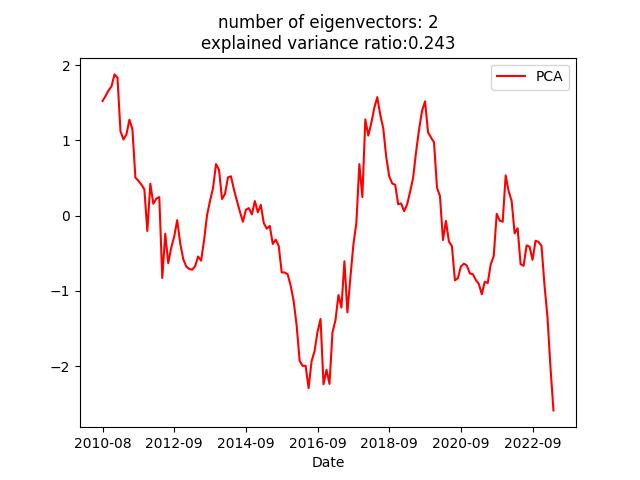 number of eigenvectors: 2
explained variance ratio:0.243
PCA
2
1
0
−1
−2
2010-08 2012-09 2014-09 2016-09 2018-09 2020-09 2022-09
Date